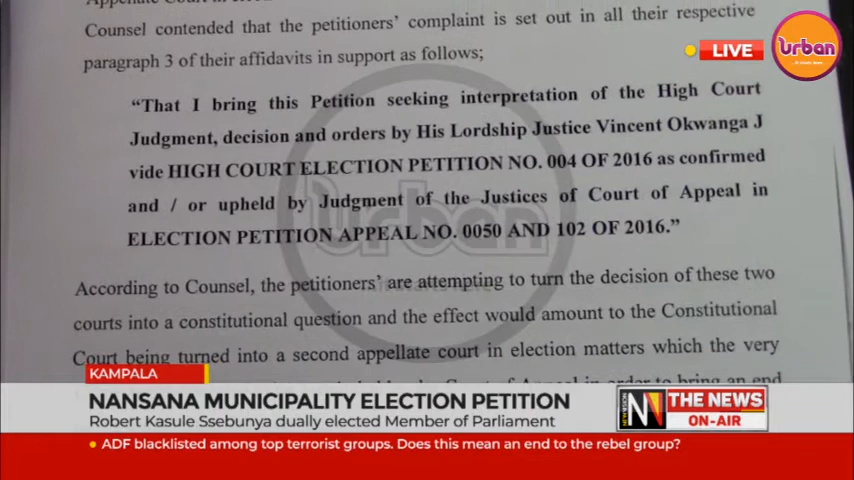 Counsel contended that the petitioners' complaint is set out in all their respective
paragraph 3 of their affidavits in support as follows;
"That I bring this Petition seeking interpretation of the High Court
Judgment, decision and orders by His Lordship Justice Vincent Okwanga J
vide HIGH COURT ELECTION PETITION NO. 004 OF 2016 as confirmed
and / or upheld by Judgment of the Justices of Court of Appeal in
ELECTION PETITION APPEAL NO. 0050 AND 102 OF 2016."
According to Counsel, the petitioners' are attempting to turn the decision of these two
courts into a constitutional question and the effect would amount to the Constitutional
Court being turned into a second appellate court in election matters which the very
LIVE
urban
urban
KAMPALA
NANSANA MUNICIPALITY ELECTION PETITION
Robert Kasule Ssebunya dually elected Member of Parliament
THE NEWS
ON-AIR
ADF blacklisted among top terrorist groups. Does this mean an end to the rebel group?